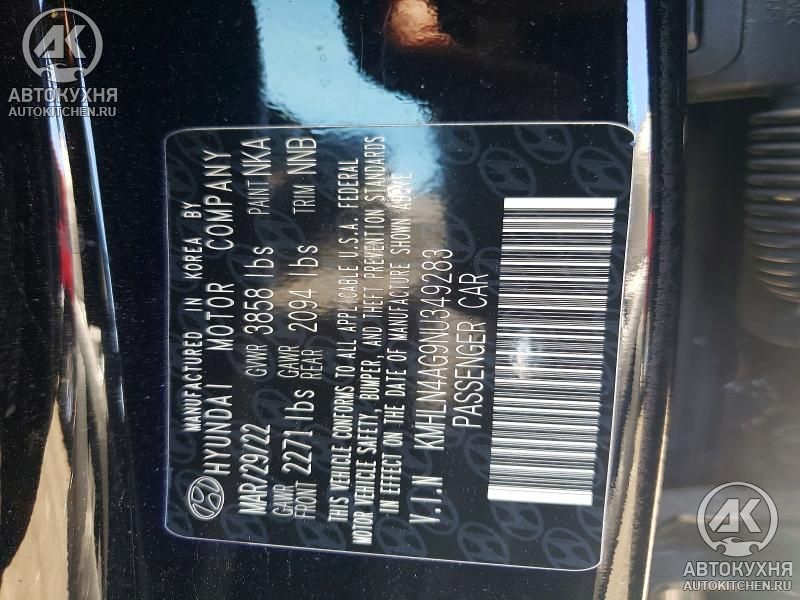 АВТОКУХНЯ
AUTOKITCHEN.RU
MANUFACTURED IN KOREA BY
HYUNDAI MOTOR COMPANY
MAR/29/22 GVWR 3858 lbs PAINT NKA
GAWR FRONT 2271 lbs GAWR REAR 2094 lbs TRIM NNB
THIS VEHICLE CONFORMS TO ALL APPLICABLE U.S.A. FEDERAL
MOTOR VEHICLE SAFETY, BUMPER, AND THEFT PREVENTION STANDARDS
IN EFFECT ON THE DATE OF MANUFACTURE SHOWN ABOVE
V.I.N KMHLN4AG9NU349283
PASSENGER CAR
АВТОКУХНЯ
AUTOKITCHEN.RU